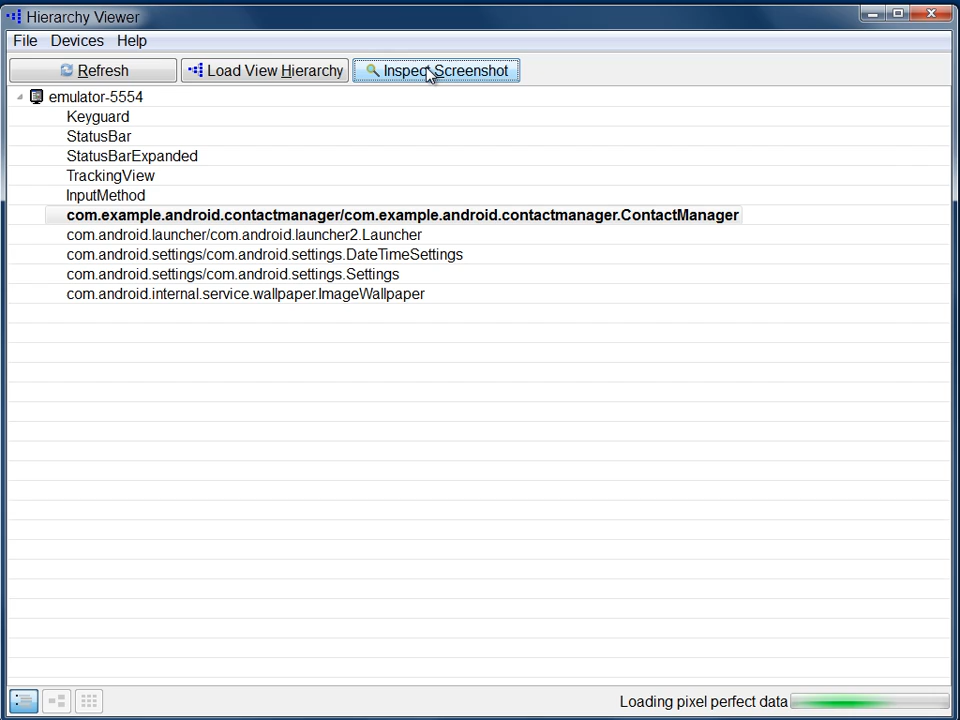 Hierarchy Viewer
File Devices Help
Refresh Load View Hierarchy Inspect Screenshot
emulator-5554
Keyguard
StatusBar
StatusBarExpanded
TrackingView
InputMethod
com.example.android.contactmanager/com.example.android.contactmanager.ContactManager
com.android.launcher/com.android.launcher2.Launcher
com.android.settings/com.android.settings.DateTimeSettings
com.android.settings/com.android.settings.Settings
com.android.internal.service.wallpaper.ImageWallpaper
Loading pixel perfect data